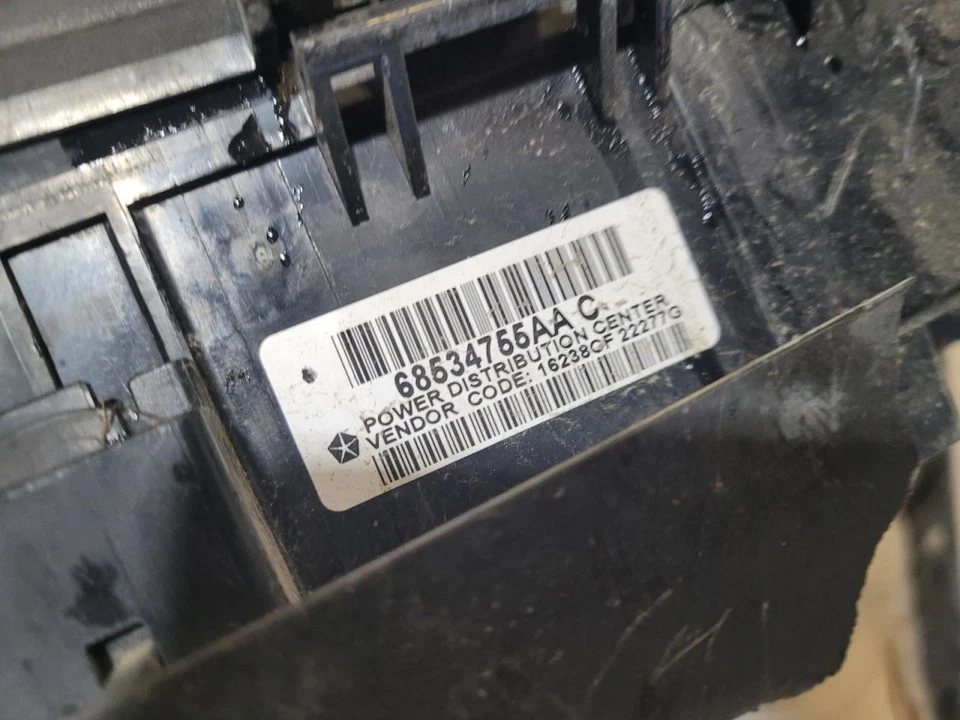 68534755AA C
POWER DISTRIBUTION CENTER
VENDOR CODE: 16238CF 22277G